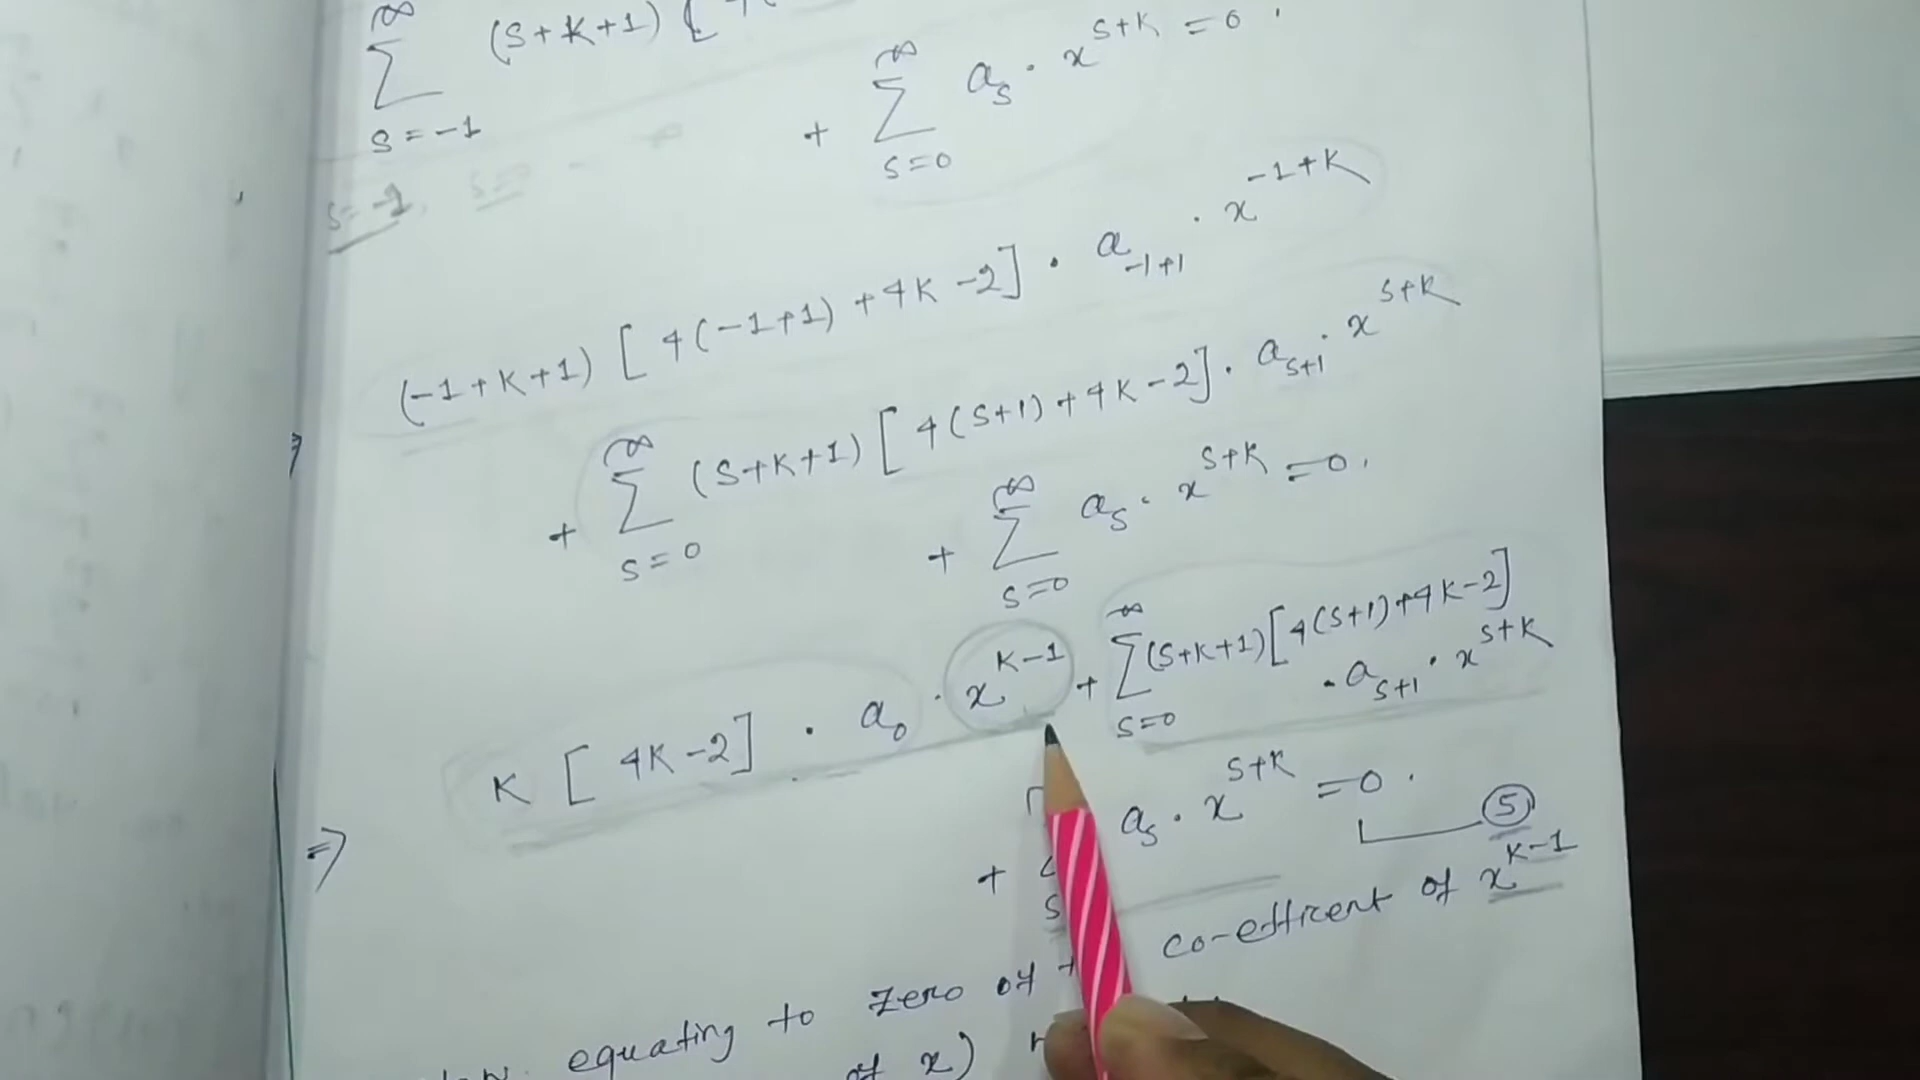 ∞
Σ (S+K+1) [
S=-1
∞
+ Σ a_s · x^{S+K} = 0 .
S=0
S=-1,
⇒ (-1+K+1) [ 4(-1+1) + 4K -2] · a_{-1+1} · x^{-1+K}
∞
+ Σ (S+K+1) [ 4(S+1) + 4K -2] · a_{S+1} · x^{S+K}
S=0
∞
+ Σ a_s · x^{S+K} = 0 .
S=0
⇒ K [ 4K-2] · a_0 · x^{K-1} + Σ (S+K+1)[4(S+1)+4K-2]
∞
S=0
· a_{S+1} · x^{S+K}
+ a_s · x^{S+K} = 0 .
S
5
equating to zero of co-efficent of x^{K-1}
of x)